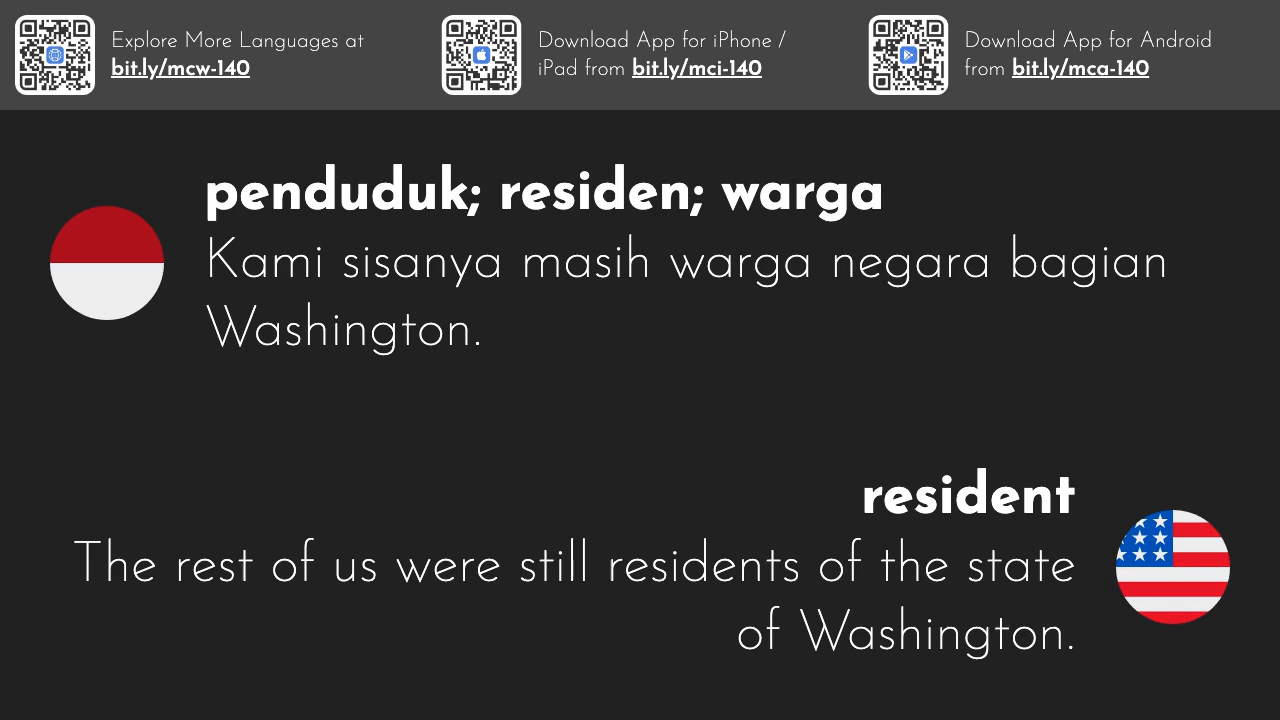 Explore More Languages at
bit.ly/mcw-140
Download App for iPhone /
iPad from bit.ly/mci-140
Download App for Android
from bit.ly/mca-140
penduduk; residen; warga
Kami sisanya masih warga negara bagian
Washington.
resident
The rest of us were still residents of the state
of Washington.